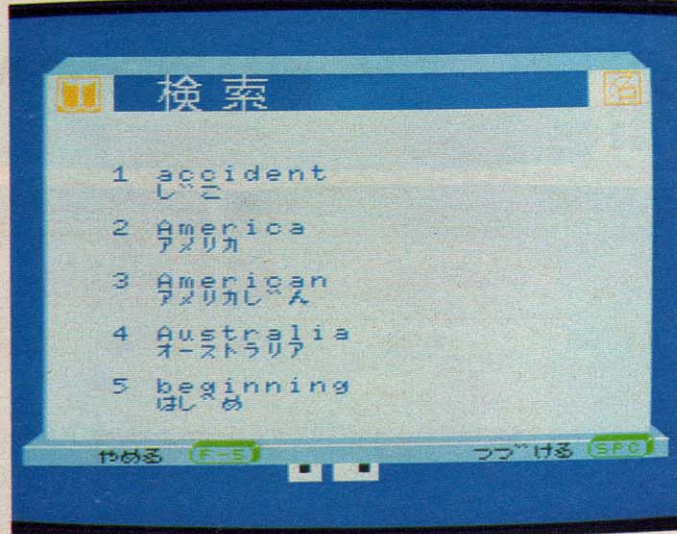 検索 名
1 accident
じこ
2 America
アメリカ
3 American
アメリカじん
4 Australia
オーストラリア
5 beginning
はじめ
やめる F-5 つづける SPC